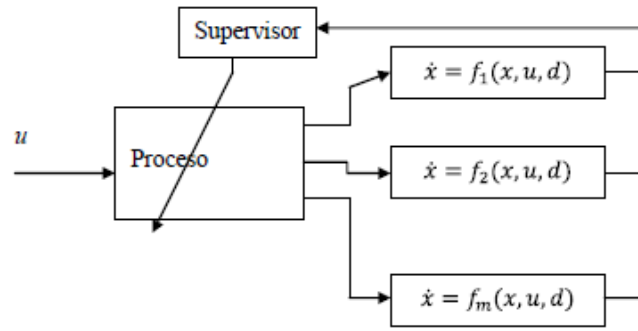 Supervisor
ẋ = f₁(x, u, d)
u
Proceso
ẋ = f₂(x, u, d)
ẋ = fₘ(x, u, d)